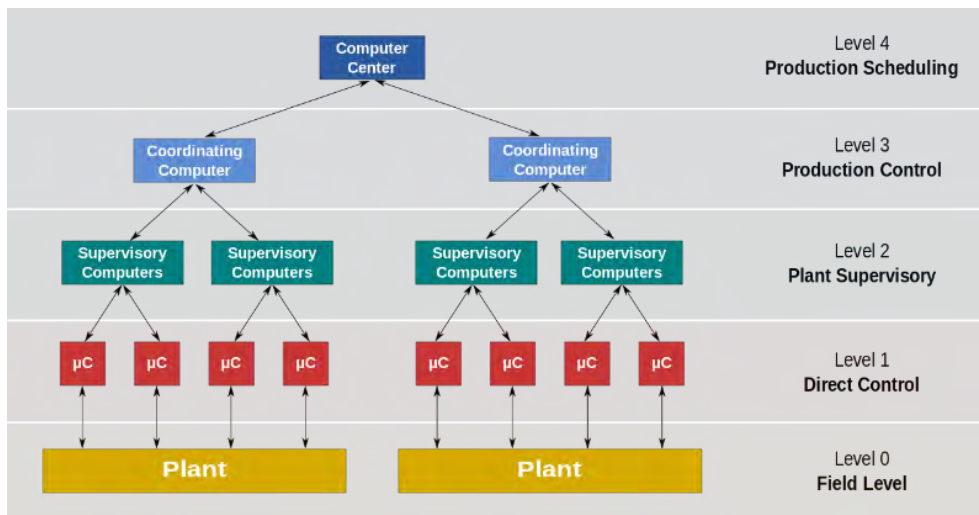 Computer
Center
Level 4
Production Scheduling
Coordinating
Computer
Coordinating
Computer
Level 3
Production Control
Supervisory
Computers
Supervisory
Computers
Supervisory
Computers
Supervisory
Computers
Level 2
Plant Supervisory
µC
µC
µC
µC
µC
µC
µC
µC
Level 1
Direct Control
Plant
Plant
Level 0
Field Level